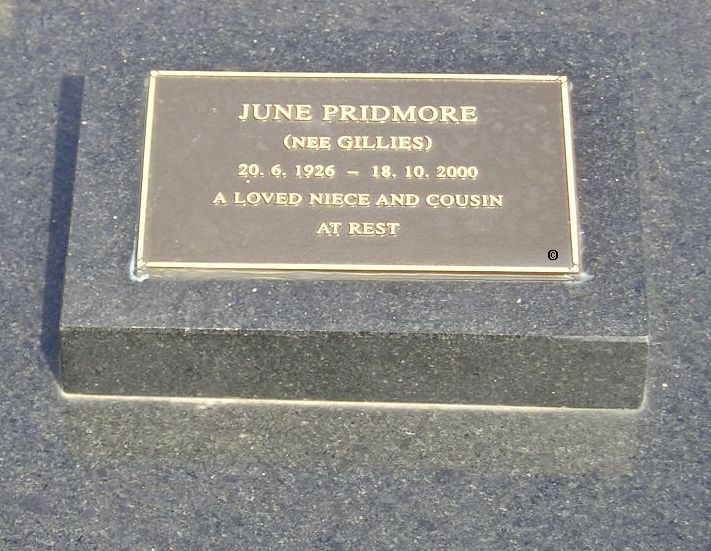 JUNE PRIDMORE
(NEE GILLIES)
20. 6. 1926 – 18. 10. 2000
A LOVED NIECE AND COUSIN
AT REST
©